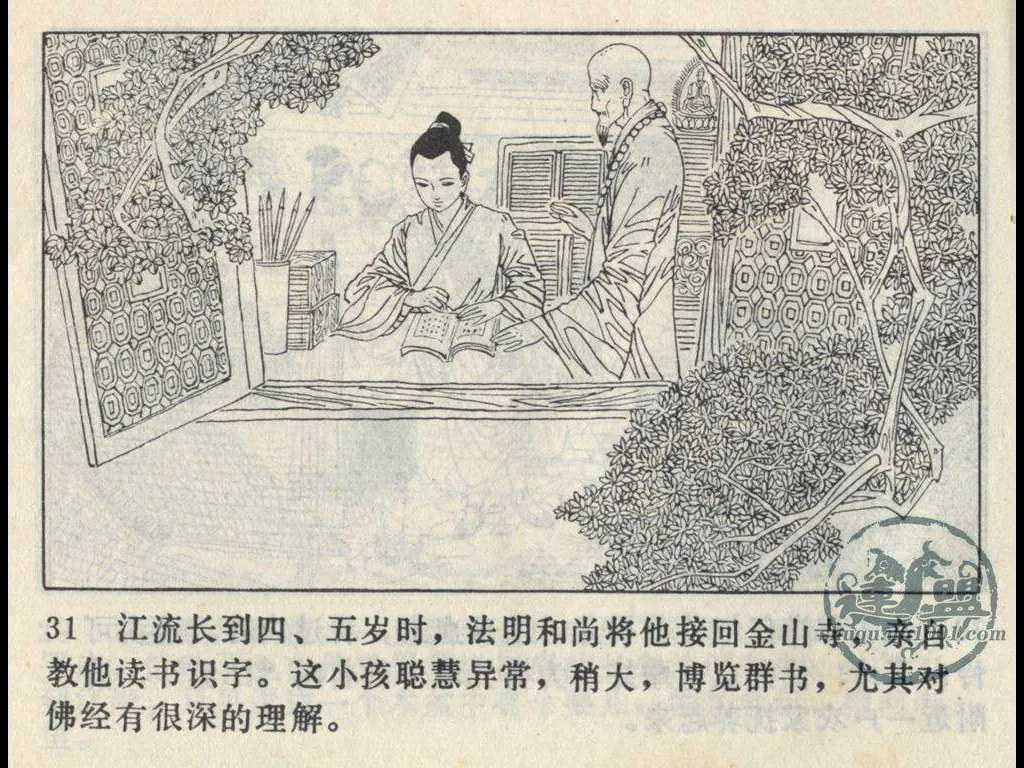 31 江流长到四、五岁时，法明和尚将他接回金山寺，亲自
教他读书识字。这小孩聪慧异常，稍大，博览群书，尤其对
佛经有很深的理解。
连 盟